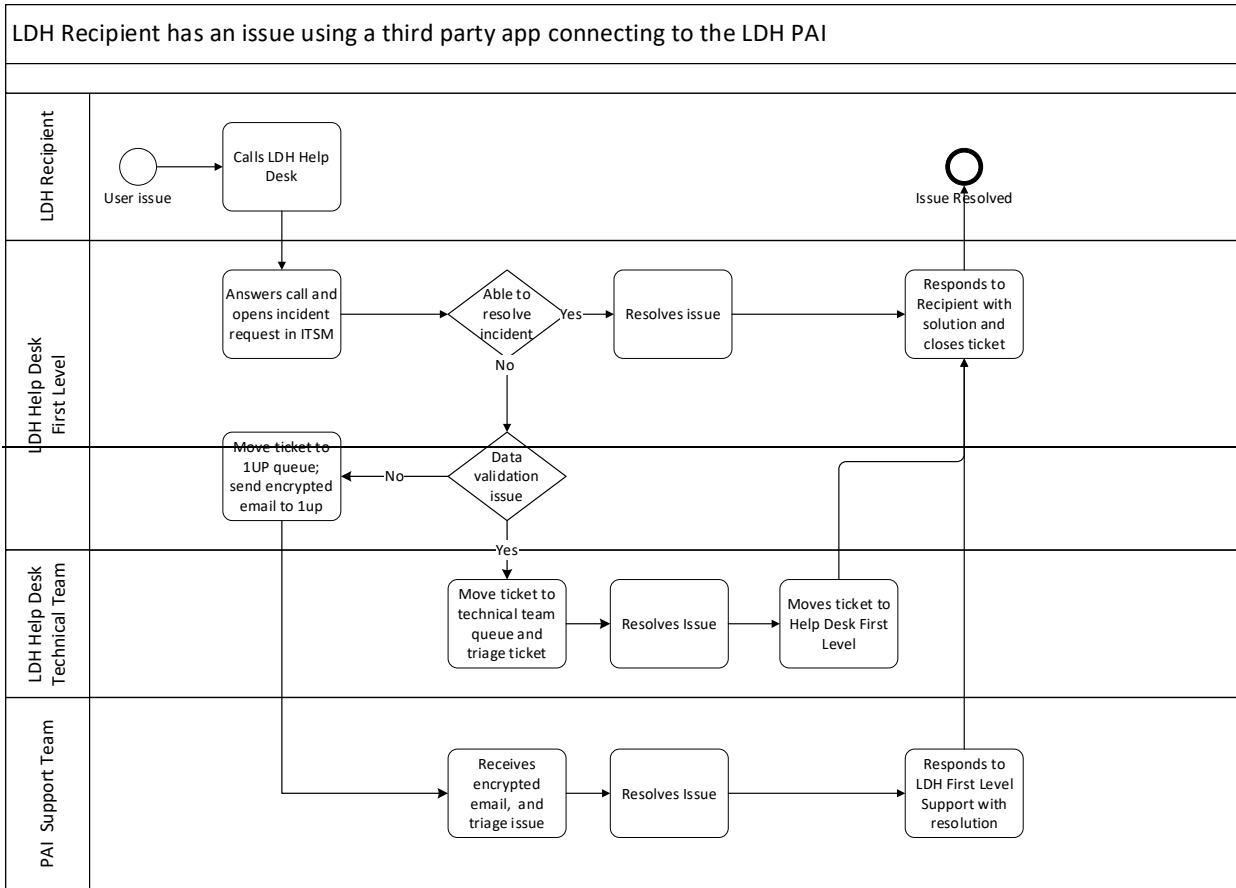 LDH Recipient has an issue using a third party app connecting to the LDH PAI
LDH Recipient
User issue
Calls LDH Help
Desk
Issue Resolved
LDH Help Desk
First Level
Answers call and
opens incident
request in ITSM
Able to
resolve
incident
Yes
Resolves issue
Responds to
Recipient with
solution and
closes ticket
No
Move ticket to
1UP queue;
send encrypted
email to 1up
No
Data
validation
issue
Yes
LDH Help Desk
Technical Team
Move ticket to
technical team
queue and
triage ticket
Resolves Issue
Moves ticket to
Help Desk First
Level
PAI Support Team
Receives
encrypted
email, and
triage issue
Resolves Issue
Responds to
LDH First Level
Support with
resolution